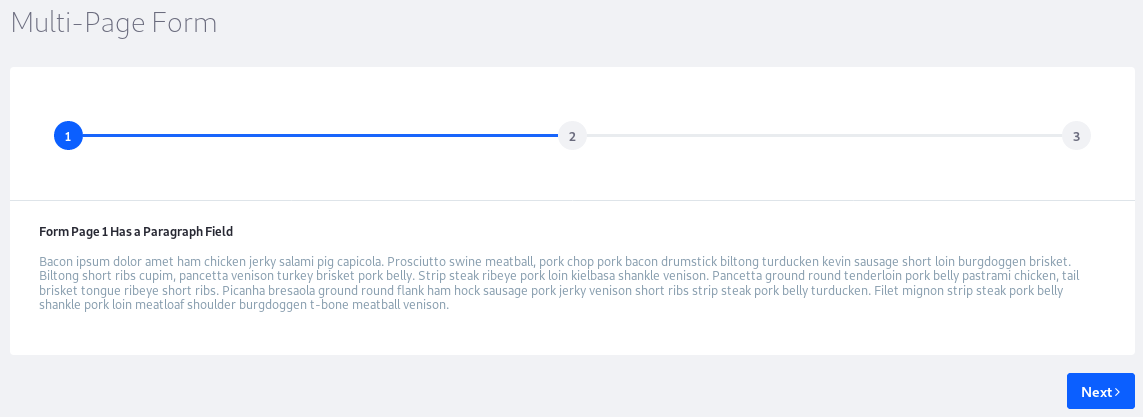 Multi-Page Form
1
2
3
Form Page 1 Has a Paragraph Field
Bacon ipsum dolor amet ham chicken jerky salami pig capicola. Prosciutto swine meatball, pork chop pork bacon drumstick biltong turducken kevin sausage short loin burgdoggen brisket.
Biltong short ribs cupim, pancetta venison turkey brisket pork belly. Strip steak ribeye pork loin kielbasa shankle venison. Pancetta ground round tenderloin pork belly pastrami chicken, tail
brisket tongue ribeye short ribs. Picanha bresaola ground round flank ham hock sausage pork jerky venison short ribs strip steak pork belly turducken. Filet mignon strip steak pork belly
shankle pork loin meatloaf shoulder burgdoggen t-bone meatball venison.
Next >